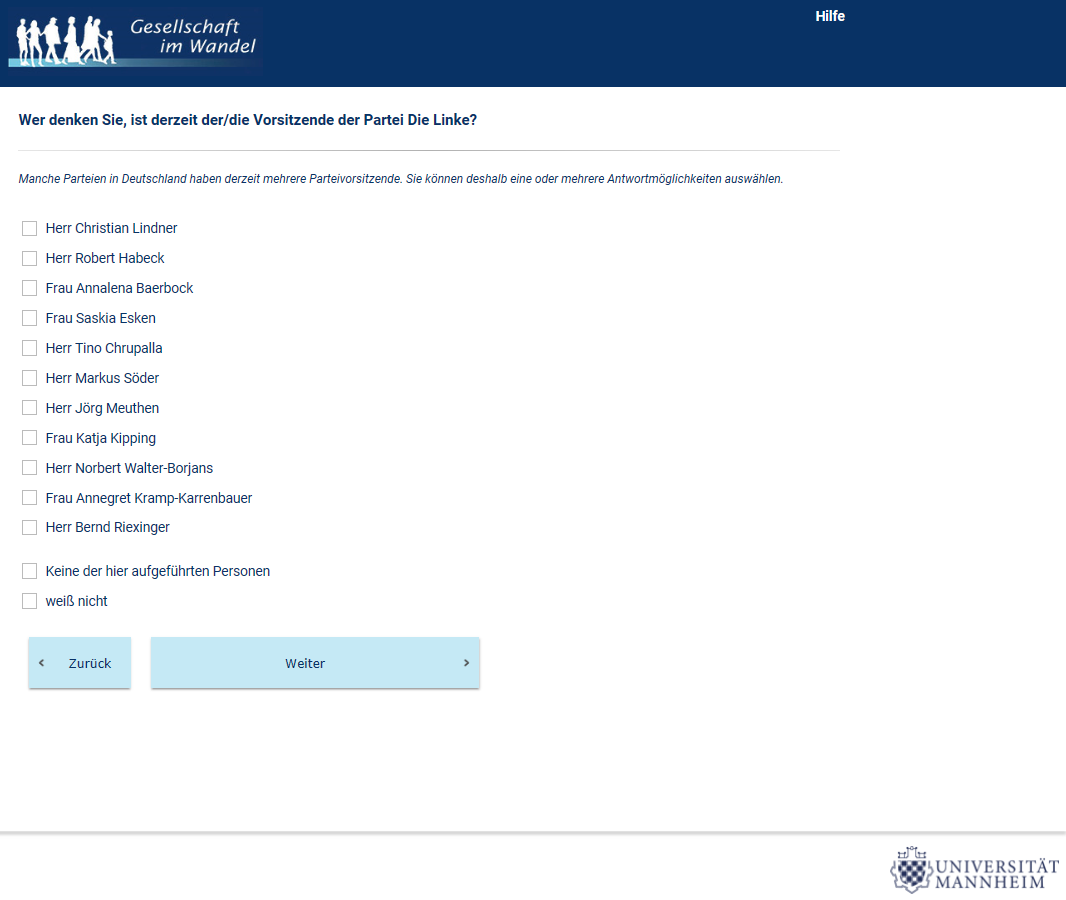 Gesellschaft
im Wandel
Hilfe
Wer denken Sie, ist derzeit der/die Vorsitzende der Partei Die Linke?
Manche Parteien in Deutschland haben derzeit mehrere Parteivorsitzende. Sie können deshalb eine oder mehrere Antwortmöglichkeiten auswählen.
Herr Christian Lindner
Herr Robert Habeck
Frau Annalena Baerbock
Frau Saskia Esken
Herr Tino Chrupalla
Herr Markus Söder
Herr Jörg Meuthen
Frau Katja Kipping
Herr Norbert Walter-Borjans
Frau Annegret Kramp-Karrenbauer
Herr Bernd Riexinger
Keine der hier aufgeführten Personen
weiß nicht
Zurück
Weiter
UNIVERSITÄT
MANNHEIM